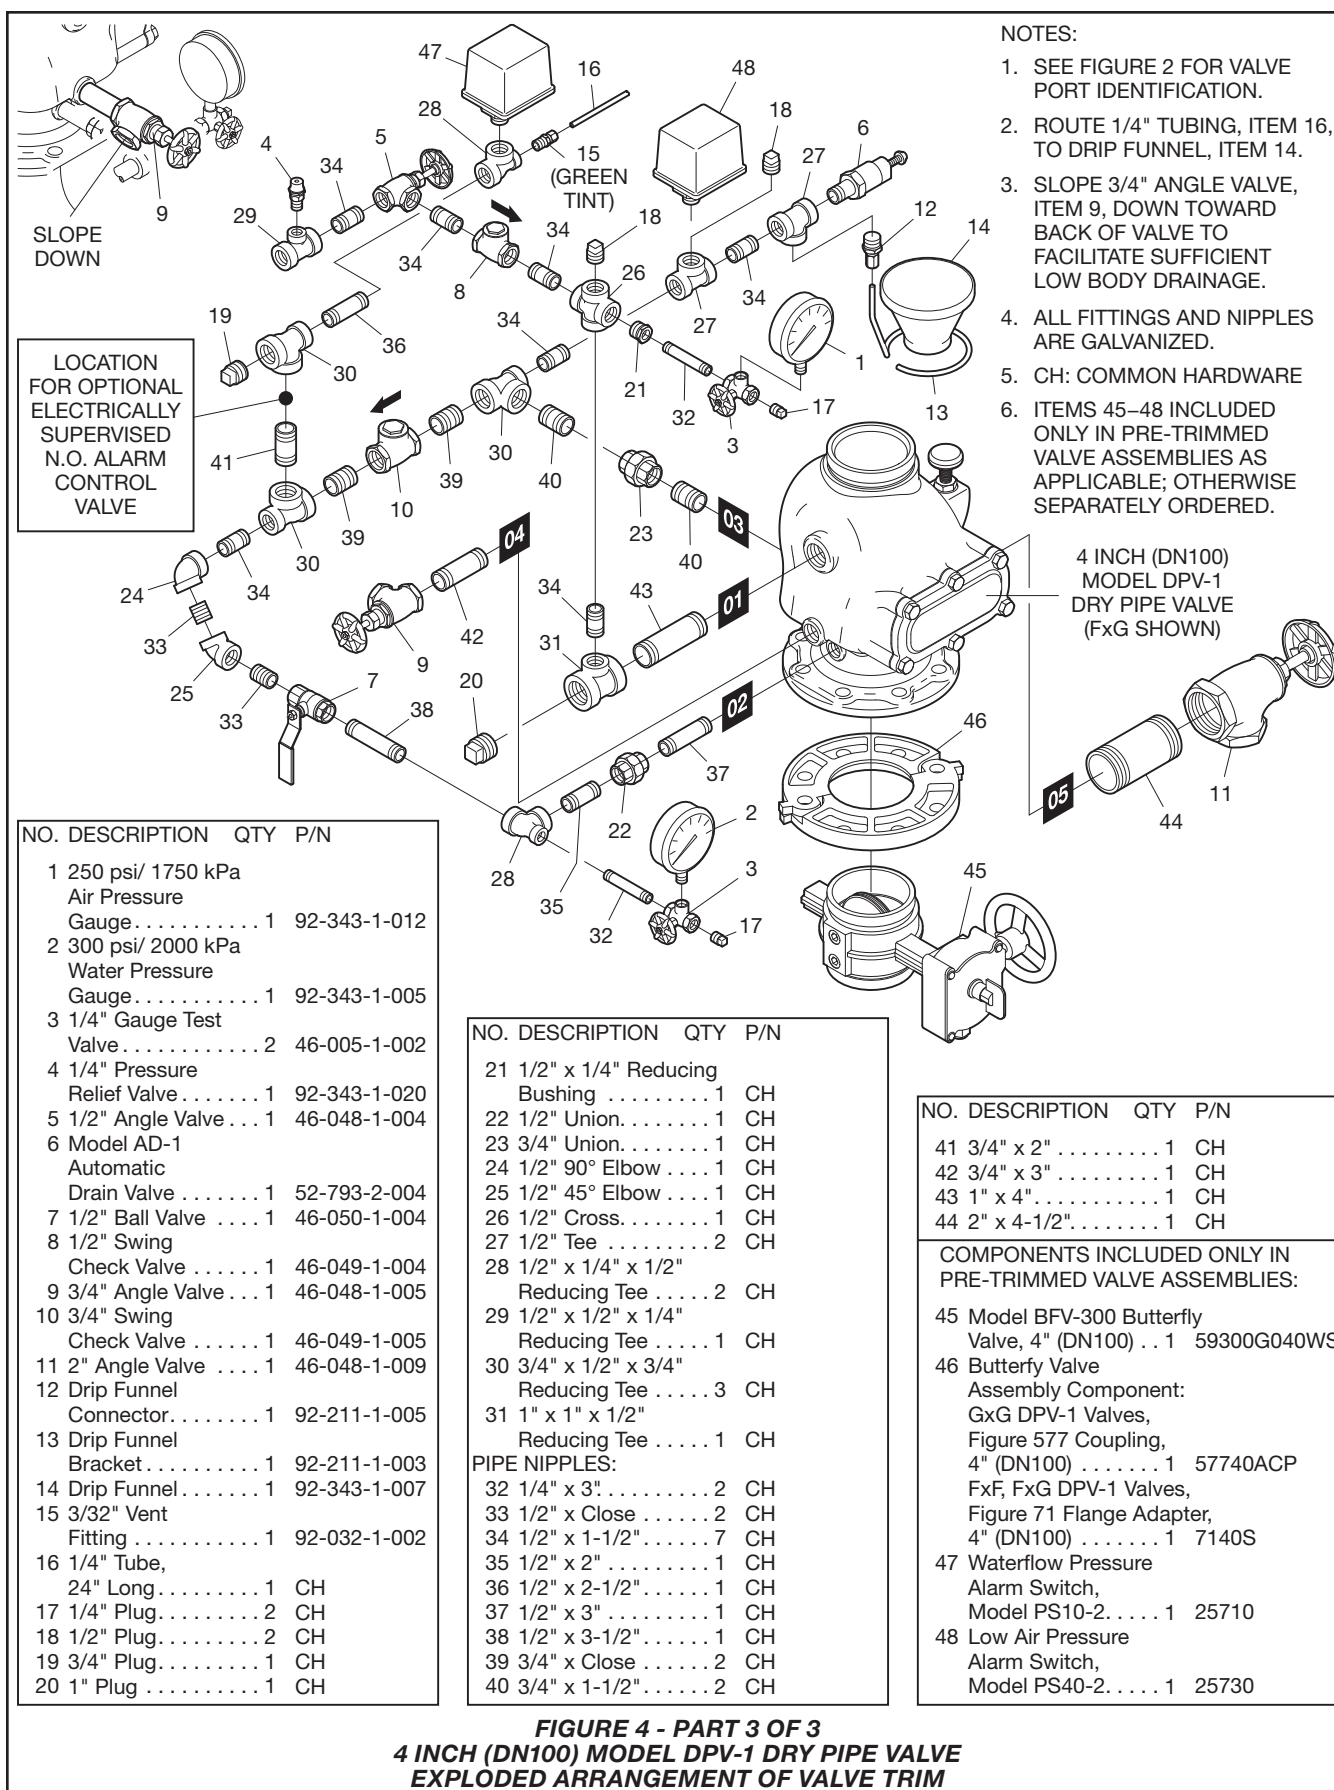 47
16
48
18
6
27
28
5
4
34
29
15
(GREEN
TINT)
12
14
9
SLOPE
DOWN
34
8
34
18
26
27
34
1
13
19
36
30
34
21
32
3
17
LOCATION
FOR OPTIONAL
ELECTRICALLY
SUPERVISED
N.O. ALARM
CONTROL
VALVE
41
39
30
40
10
39
30
23
40
03
24
34
33
25
33
04
42
9
34
43
01
31
7
20
38
02
37
22
28
35
32
2
3
17
46
45
05
44
11
4 INCH (DN100)
MODEL DPV-1
DRY PIPE VALVE
(FxG SHOWN)
NOTES:
1. SEE FIGURE 2 FOR VALVE
PORT IDENTIFICATION.
2. ROUTE 1/4" TUBING, ITEM 16,
TO DRIP FUNNEL, ITEM 14.
3. SLOPE 3/4" ANGLE VALVE,
ITEM 9, DOWN TOWARD
BACK OF VALVE TO
FACILITATE SUFFICIENT
LOW BODY DRAINAGE.
4. ALL FITTINGS AND NIPPLES
ARE GALVANIZED.
5. CH: COMMON HARDWARE
6. ITEMS 45–48 INCLUDED
ONLY IN PRE-TRIMMED
VALVE ASSEMBLIES AS
APPLICABLE; OTHERWISE
SEPARATELY ORDERED.
NO. DESCRIPTION QTY P/N
1 250 psi/ 1750 kPa
Air Pressure
Gauge . . . . . . . . . . . 1 92-343-1-012
2 300 psi/ 2000 kPa
Water Pressure
Gauge . . . . . . . . . . . 1 92-343-1-005
3 1/4" Gauge Test
Valve . . . . . . . . . . . . 2 46-005-1-002
4 1/4" Pressure
Relief Valve . . . . . . . 1 92-343-1-020
5 1/2" Angle Valve . . . 1 46-048-1-004
6 Model AD-1
Automatic
Drain Valve . . . . . . . 1 52-793-2-004
7 1/2" Ball Valve . . . . 1 46-050-1-004
8 1/2" Swing
Check Valve . . . . . . 1 46-049-1-004
9 3/4" Angle Valve . . . 1 46-048-1-005
10 3/4" Swing
Check Valve . . . . . . 1 46-049-1-005
11 2" Angle Valve . . . . 1 46-048-1-009
12 Drip Funnel
Connector. . . . . . . . 1 92-211-1-005
13 Drip Funnel
Bracket . . . . . . . . . . 1 92-211-1-003
14 Drip Funnel . . . . . . . 1 92-343-1-007
15 3/32" Vent
Fitting . . . . . . . . . . . 1 92-032-1-002
16 1/4" Tube,
24" Long . . . . . . . . . 1 CH
17 1/4" Plug . . . . . . . . . 2 CH
18 1/2" Plug . . . . . . . . . 2 CH
19 3/4" Plug . . . . . . . . . 1 CH
20 1" Plug . . . . . . . . . . 1 CH
NO. DESCRIPTION QTY P/N
21 1/2" x 1/4" Reducing
Bushing . . . . . . . . . 1 CH
22 1/2" Union. . . . . . . . 1 CH
23 3/4" Union. . . . . . . . 1 CH
24 1/2" 90° Elbow . . . . 1 CH
25 1/2" 45° Elbow . . . . 1 CH
26 1/2" Cross. . . . . . . . 1 CH
27 1/2" Tee . . . . . . . . . 2 CH
28 1/2" x 1/4" x 1/2"
Reducing Tee . . . . . 2 CH
29 1/2" x 1/2" x 1/4"
Reducing Tee . . . . . 1 CH
30 3/4" x 1/2" x 3/4"
Reducing Tee . . . . . 3 CH
31 1" x 1" x 1/2"
Reducing Tee . . . . . 1 CH
PIPE NIPPLES:
32 1/4" x 3". . . . . . . . . . 2 CH
33 1/2" x Close . . . . . . 2 CH
34 1/2" x 1-1/2" . . . . . . 7 CH
35 1/2" x 2" . . . . . . . . . 1 CH
36 1/2" x 2-1/2" . . . . . . 1 CH
37 1/2" x 3" . . . . . . . . . 1 CH
38 1/2" x 3-1/2" . . . . . . 1 CH
39 3/4" x Close . . . . . . 2 CH
40 3/4" x 1-1/2" . . . . . . 2 CH
NO. DESCRIPTION QTY P/N
41 3/4" x 2" . . . . . . . . . 1 CH
42 3/4" x 3" . . . . . . . . . 1 CH
43 1" x 4". . . . . . . . . . . 1 CH
44 2" x 4-1/2". . . . . . . . 1 CH
COMPONENTS INCLUDED ONLY IN
PRE-TRIMMED VALVE ASSEMBLIES:
45 Model BFV-300 Butterfly
Valve, 4" (DN100) . . 1 59300G040WS
46 Butterfy Valve
Assembly Component:
GxG DPV-1 Valves,
Figure 577 Coupling,
4" (DN100) . . . . . . . 1 57740ACP
FxF, FxG DPV-1 Valves,
Figure 71 Flange Adapter,
4" (DN100) . . . . . . . 1 7140S
47 Waterflow Pressure
Alarm Switch,
Model PS10-2. . . . . 1 25710
48 Low Air Pressure
Alarm Switch,
Model PS40-2. . . . . 1 25730
FIGURE 4 - PART 3 OF 3
4 INCH (DN100) MODEL DPV-1 DRY PIPE VALVE
EXPLODED ARRANGEMENT OF VALVE TRIM